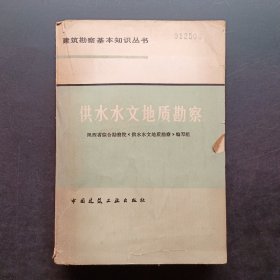 建筑勘察基本知识丛书
供水水文地质勘察
陕西省综合勘察院《供水水文地质勘察》编写组
中国建筑工业出版社